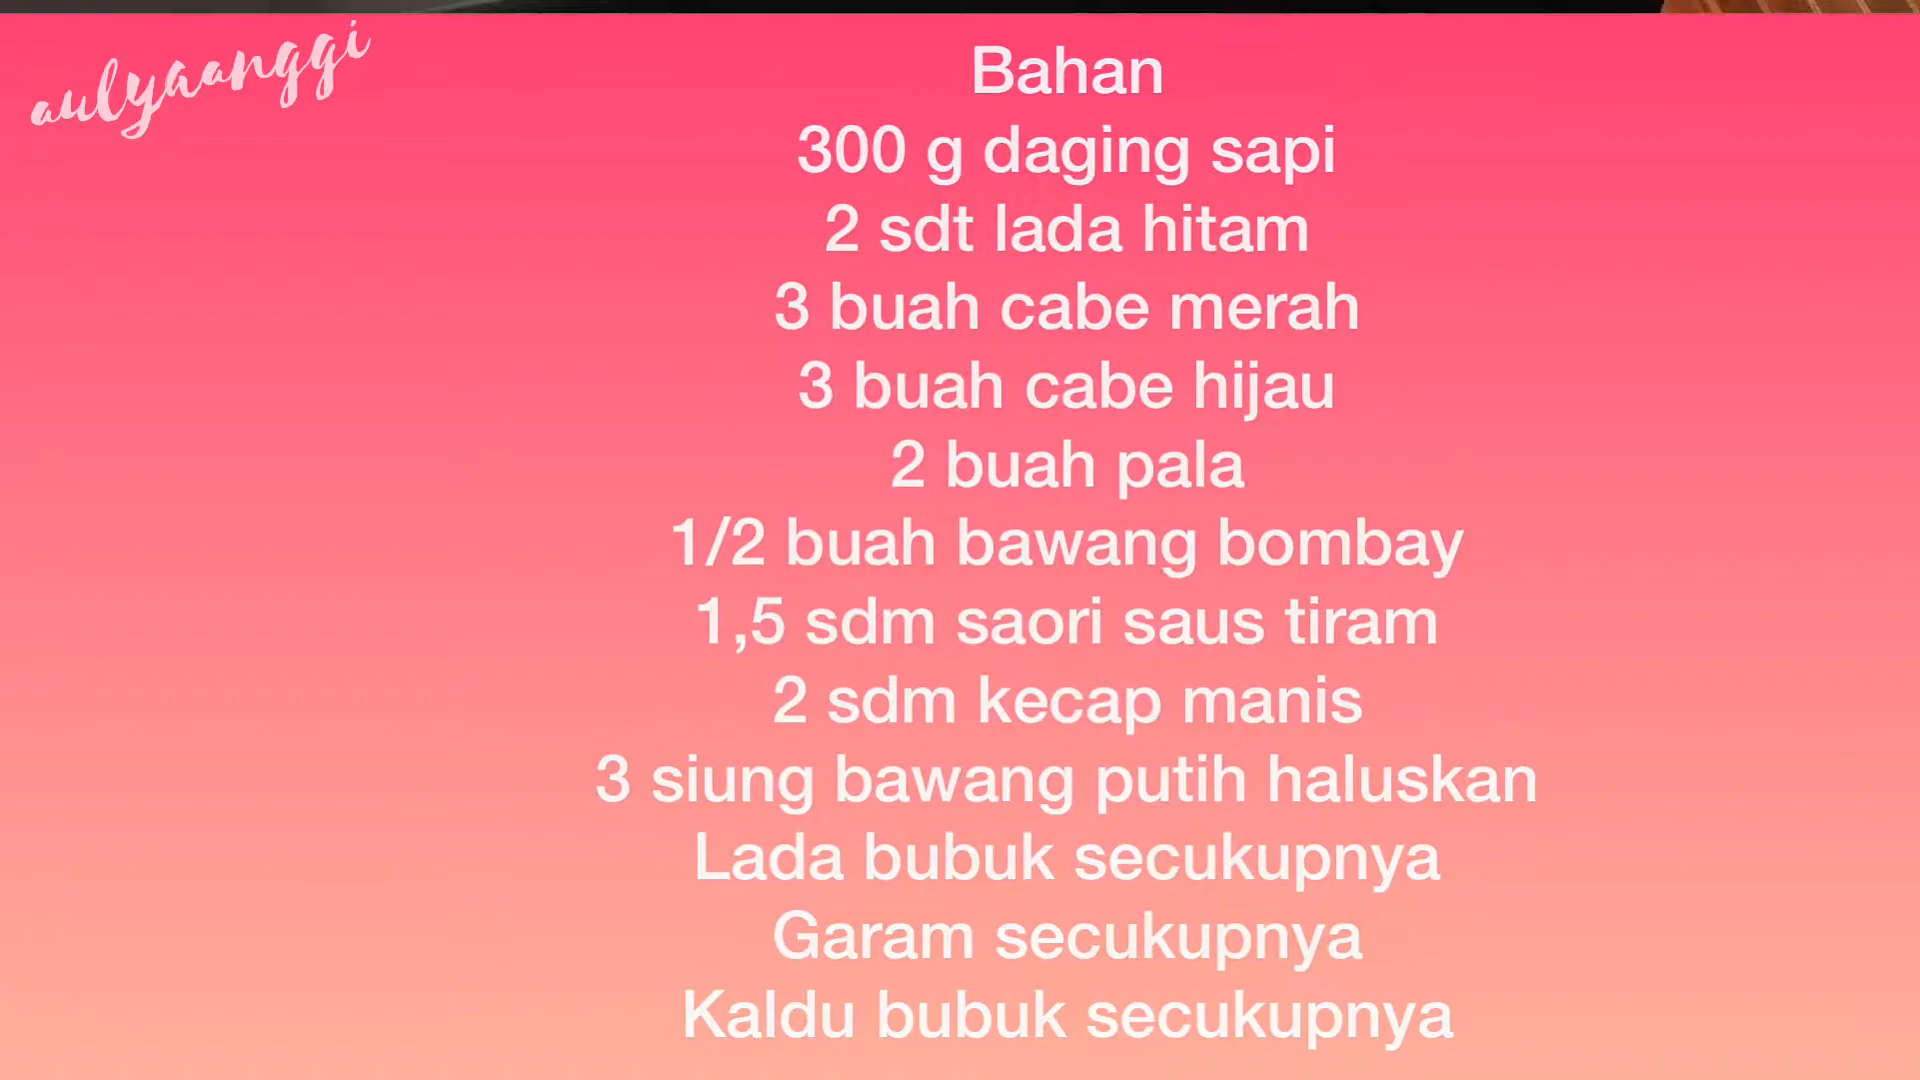 aulyaanggi
Bahan
300 g daging sapi
2 sdt lada hitam
3 buah cabe merah
3 buah cabe hijau
2 buah pala
1/2 buah bawang bombay
1,5 sdm saori saus tiram
2 sdm kecap manis
3 siung bawang putih haluskan
Lada bubuk secukupnya
Garam secukupnya
Kaldu bubuk secukupnya